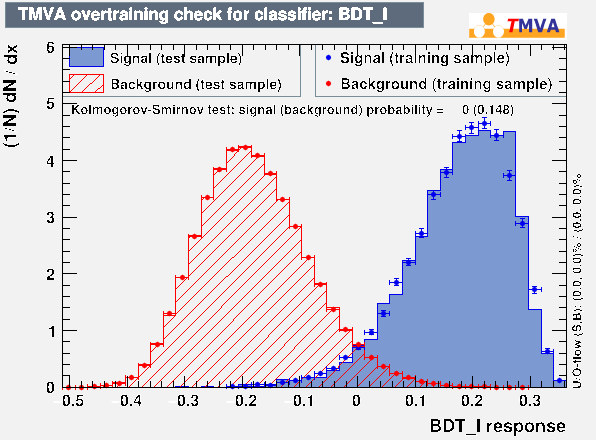 TMVA overtraining check for classifier: BDT_I
TMVA
Signal (test sample)
Background (test sample)
Signal (training sample)
Background (training sample)
Kolmogorov-Smirnov test: signal (background) probability = 0 (0.148)
(1/N) dN / dx
6
5
4
3
2
1
0
-0.5 -0.4 -0.3 -0.2 -0.1 0 0.1 0.2 0.3
BDT_I response
U/O-flow (S,B): (0.0, 0.0)% / (0.0, 0.0)%